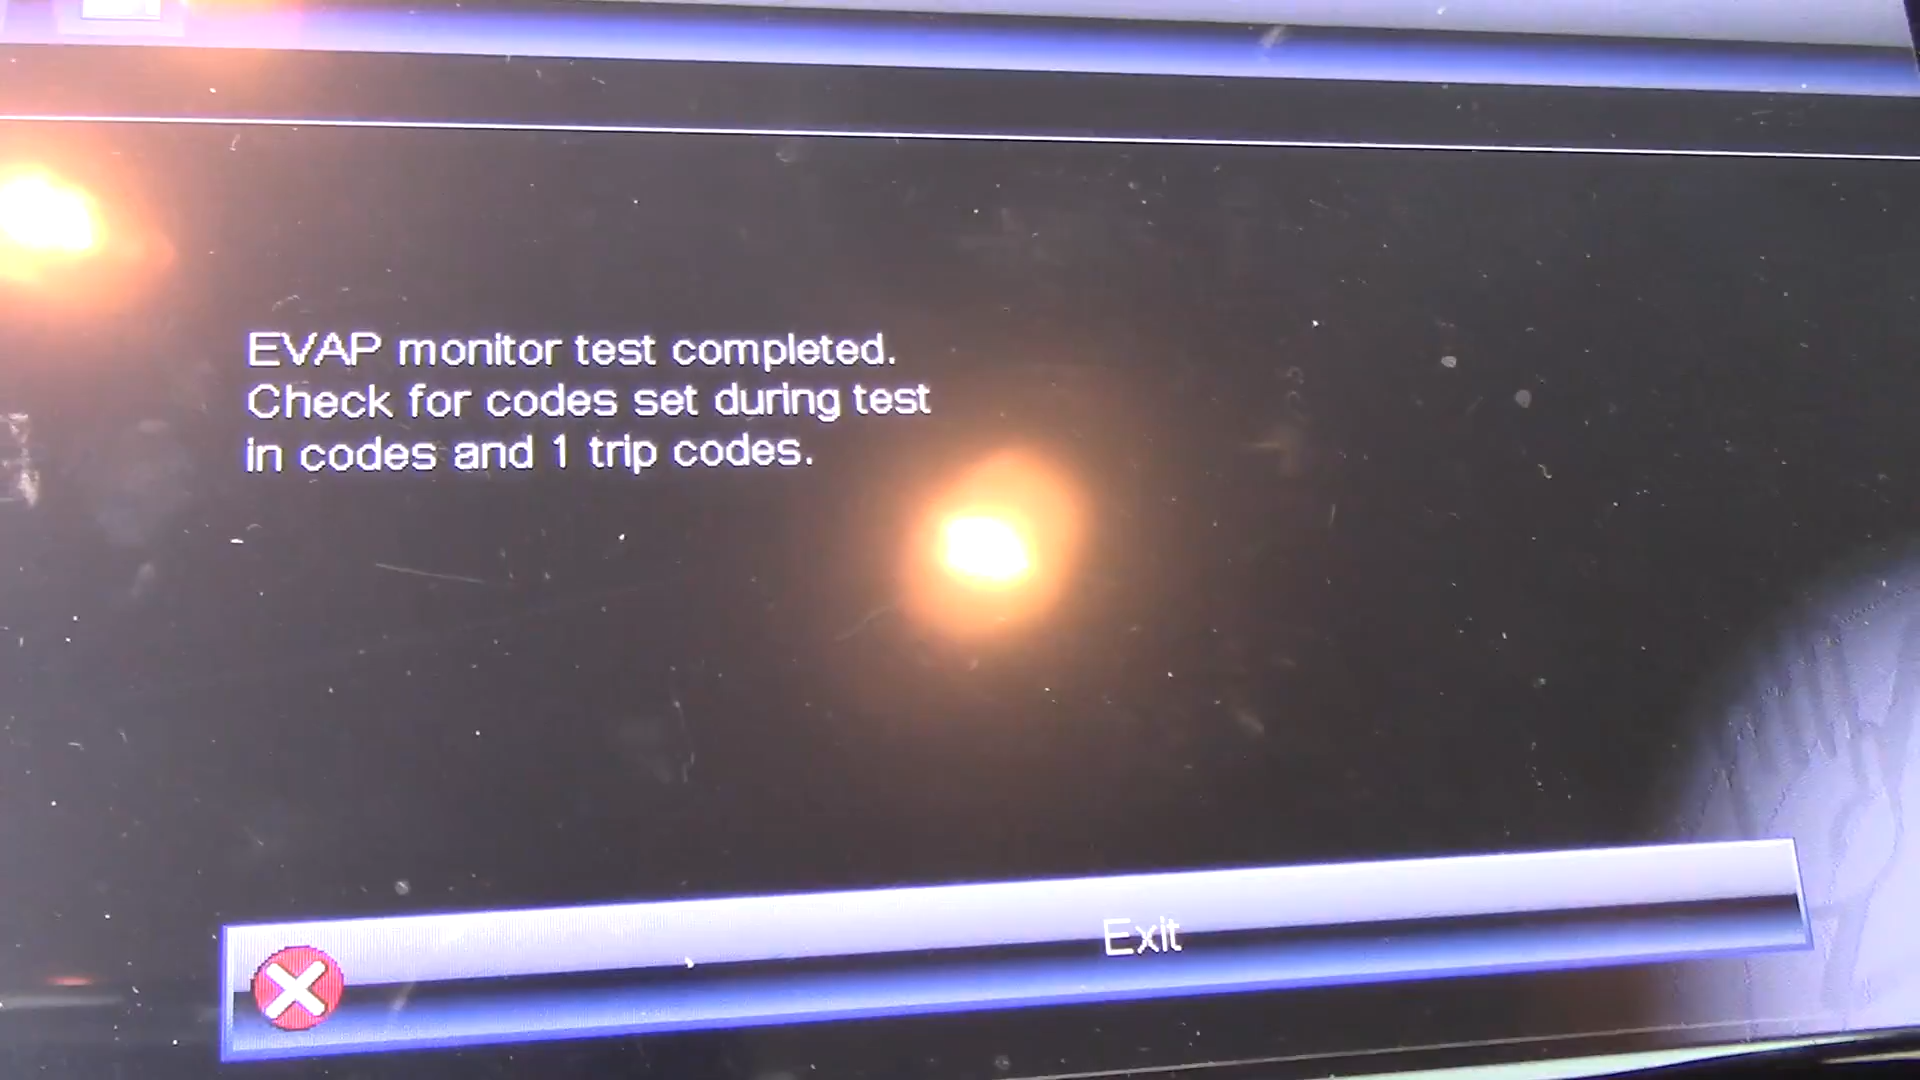 EVAP monitor test completed.
Check for codes set during test
in codes and 1 trip codes.
Exit